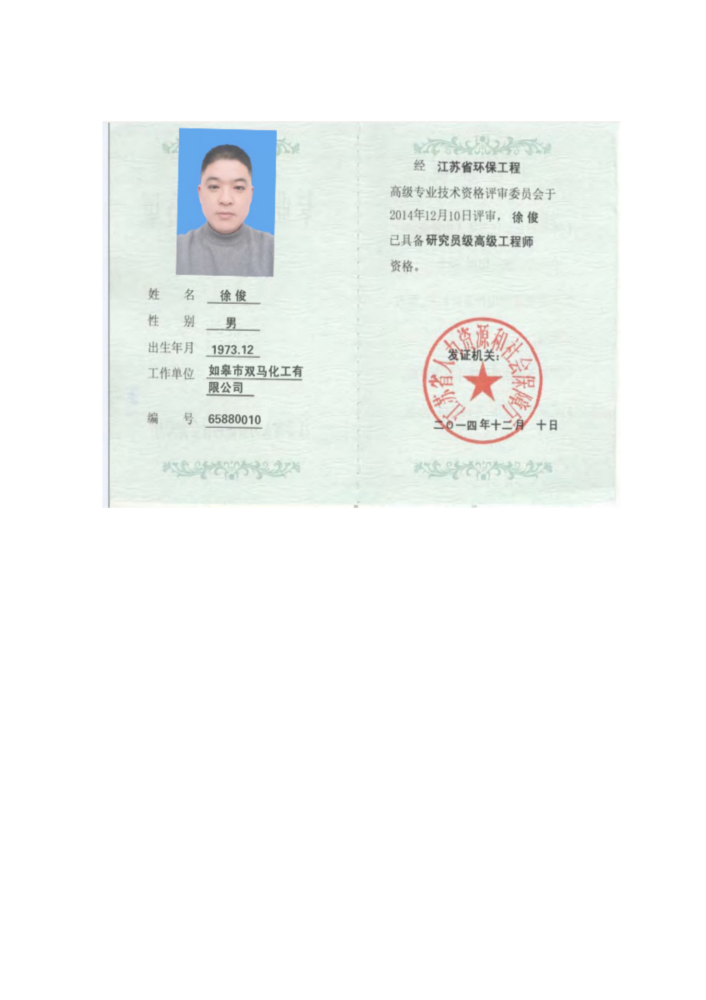 姓 名 徐 俊
性 别 男
出生年月 1973.12
工作单位 如皋市双马化工有
限公司
编 号 65880010
经 江苏省环保工程
高级专业技术资格评审委员会于
2014年12月10日评审， 徐 俊
已具备研究员级高级工程师
资格。
江苏省人力资源和社会保障厅
发证机关：
二〇一四年十二月 十日